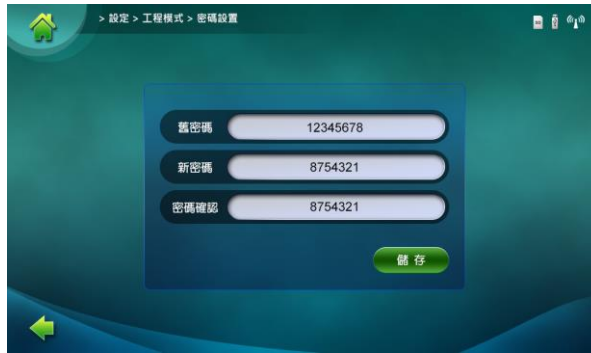 > 設定 > 工程模式 > 密碼設置
舊密碼 12345678
新密碼 8754321
密碼確認 8754321
儲存